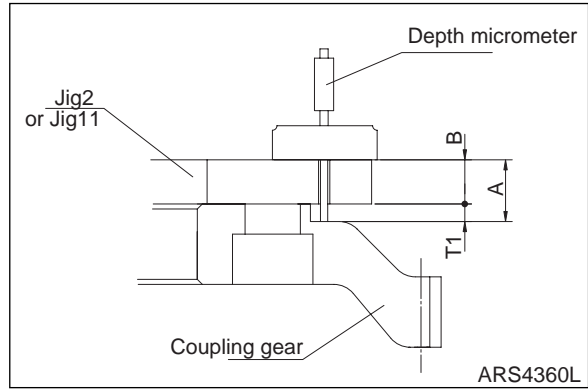 Depth micrometer
Jig2
or Jig11
B
A
T1
Coupling gear
ARS4360L